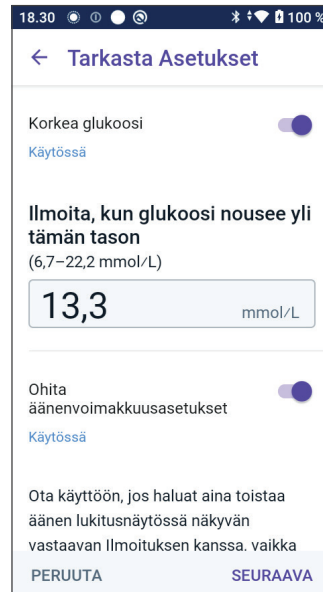 18.30 100 %
Tarkasta Asetukset
Korkea glukoosi
Käytössä
Ilmoita, kun glukoosi nousee yli
tämän tason
(6,7–22,2 mmol/L)
13,3 mmol/L
Ohita
äänenvoimakkuusasetukset
Käytössä
Ota käyttöön, jos haluat aina toistaa
äänen lukitusnäytössä näkyvän
vastaavan Ilmoituksen kanssa, vaikka
PERUUTA SEURAAVA